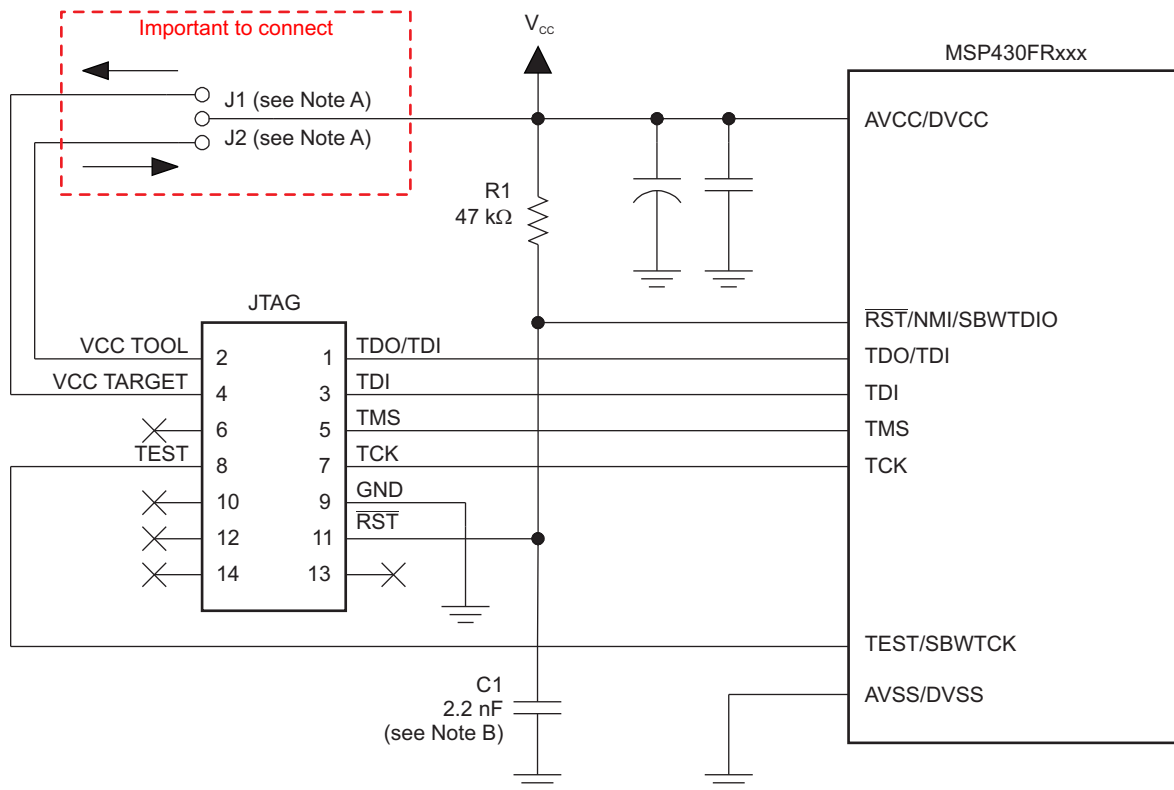 Important to connect
VCC
MSP430FRxxx
J1 (see Note A)
J2 (see Note A)
AVCC/DVCC
R1
47 kΩ
JTAG
RST/NMI/SBWTDIO
VCC TOOL
2
1
TDO/TDI
TDO/TDI
VCC TARGET
4
3
TDI
TDI
6
5
TMS
TMS
TEST
8
7
TCK
TCK
10
9
GND
12
11
RST
14
13
TEST/SBWTCK
C1
2.2 nF
(see Note B)
AVSS/DVSS